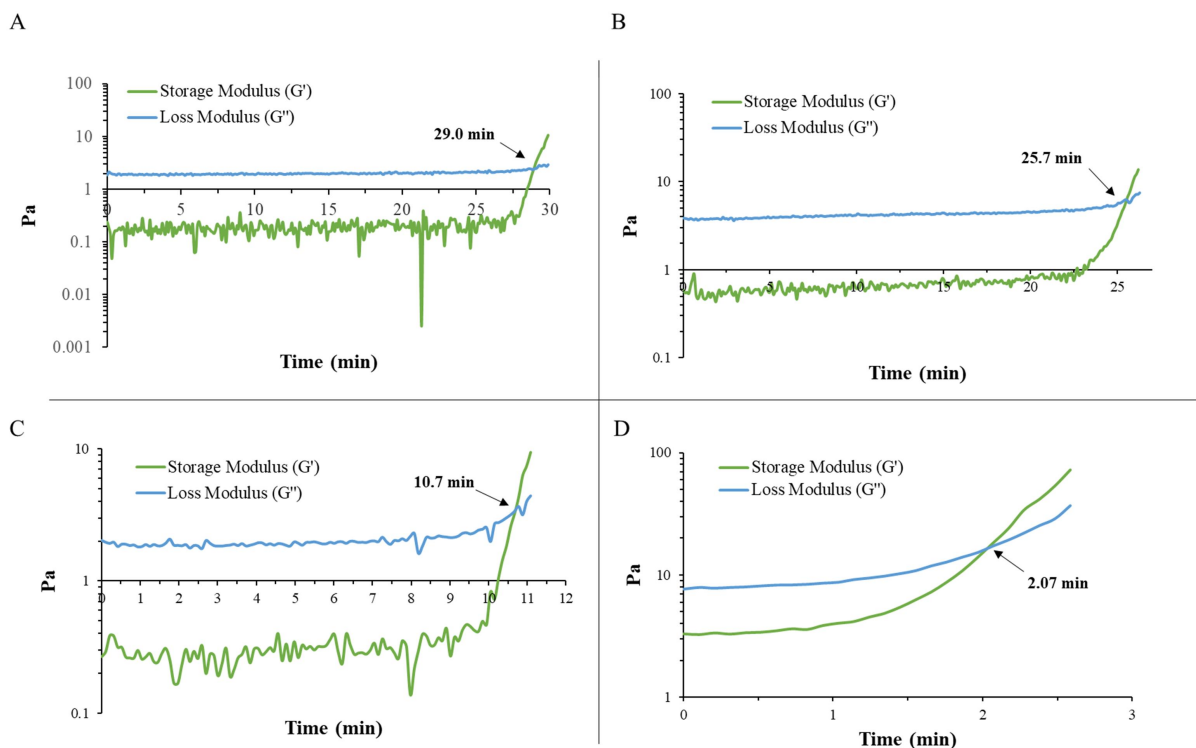 A
100
10
1
0.1
0.01
0.001
Pa
Storage Modulus (G')
Loss Modulus (G'')
29.0 min
0 5 10 15 20 25 30
Time (min)
B
100
10
1
0.1
Pa
Storage Modulus (G')
Loss Modulus (G'')
25.7 min
0 5 10 15 20 25
Time (min)
C
10
1
0.1
Pa
Storage Modulus (G')
Loss Modulus (G'')
10.7 min
0 1 2 3 4 5 6 7 8 9 10 11 12
Time (min)
D
100
10
1
Pa
Storage Modulus (G')
Loss Modulus (G'')
2.07 min
0 1 2 3
Time (min)